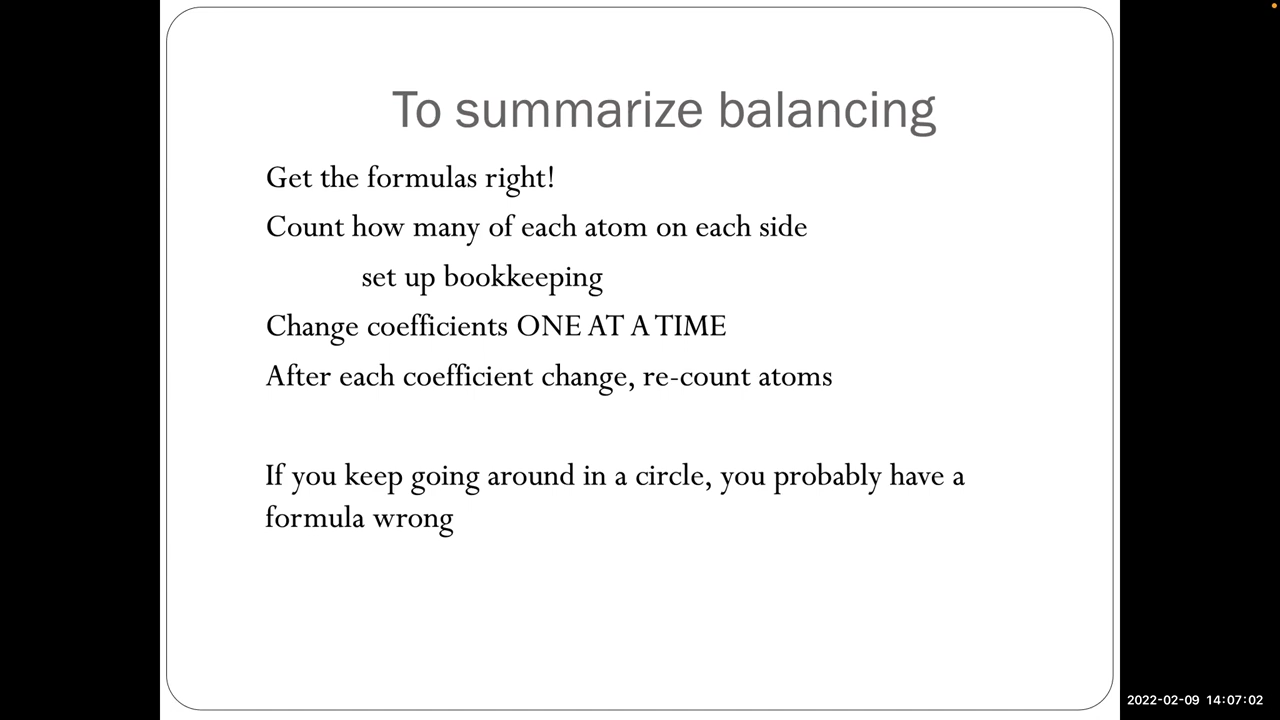 To summarize balancing
Get the formulas right!
Count how many of each atom on each side
set up bookkeeping
Change coefficients ONE AT A TIME
After each coefficient change, re-count atoms
If you keep going around in a circle, you probably have a
formula wrong
2022-02-09 14:07:02